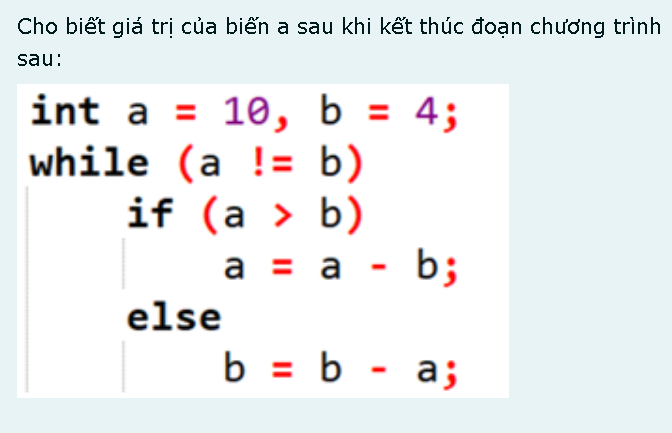 Cho biết giá trị của biến a sau khi kết thúc đoạn chương trình
sau:
int a = 10, b = 4;
while (a != b)
if (a > b)
a = a - b;
else
b = b - a;